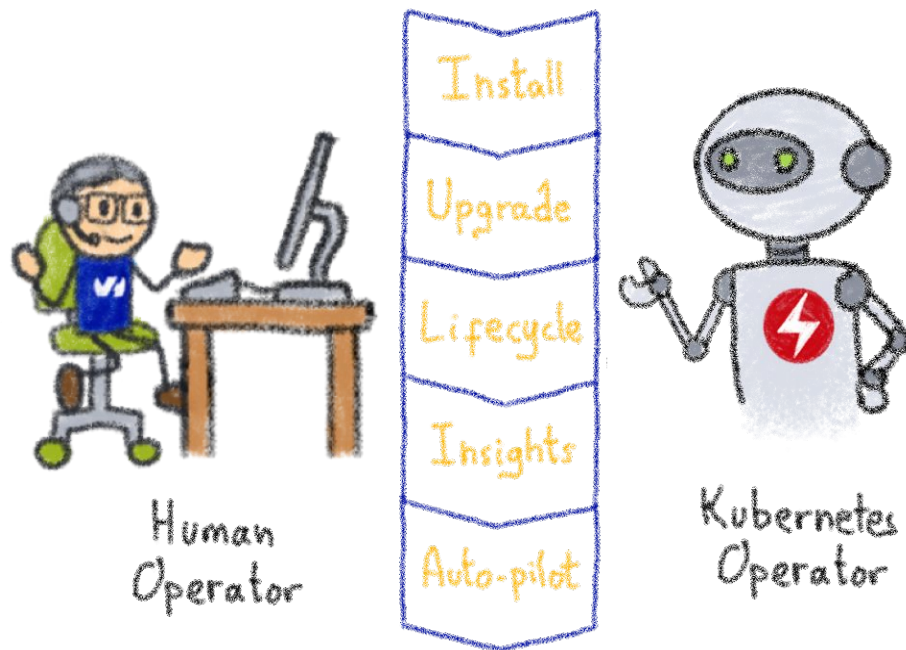 Install
Upgrade
Lifecycle
Insights
Auto-pilot
Human
Operator
Kubernetes
Operator